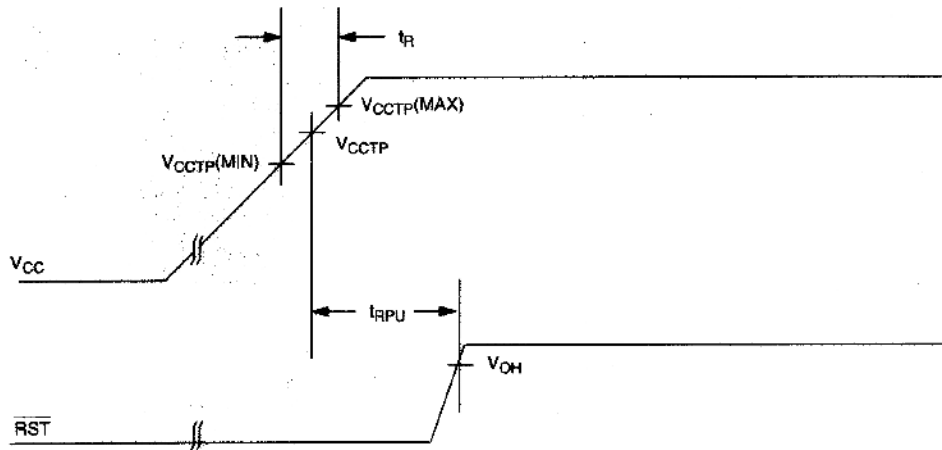 tR
VCCTP(MAX)
VCCTP
VCCTP(MIN)
VCC
tRPU
VOH
RST